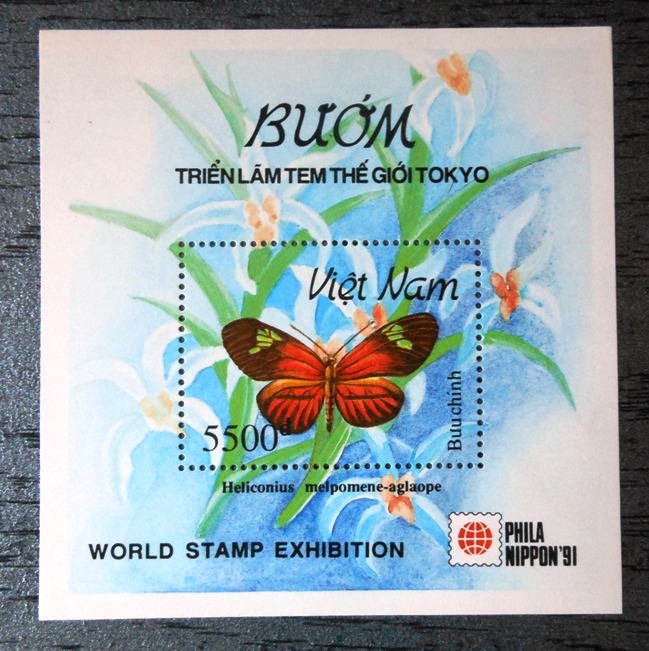 BƯỚM
TRIỂN LÃM TEM THẾ GIỚI TOKYO
Việt Nam
Bưu chính
5500đ
Heliconius melpomene-aglaope
WORLD STAMP EXHIBITION
PHILA
NIPPON'91